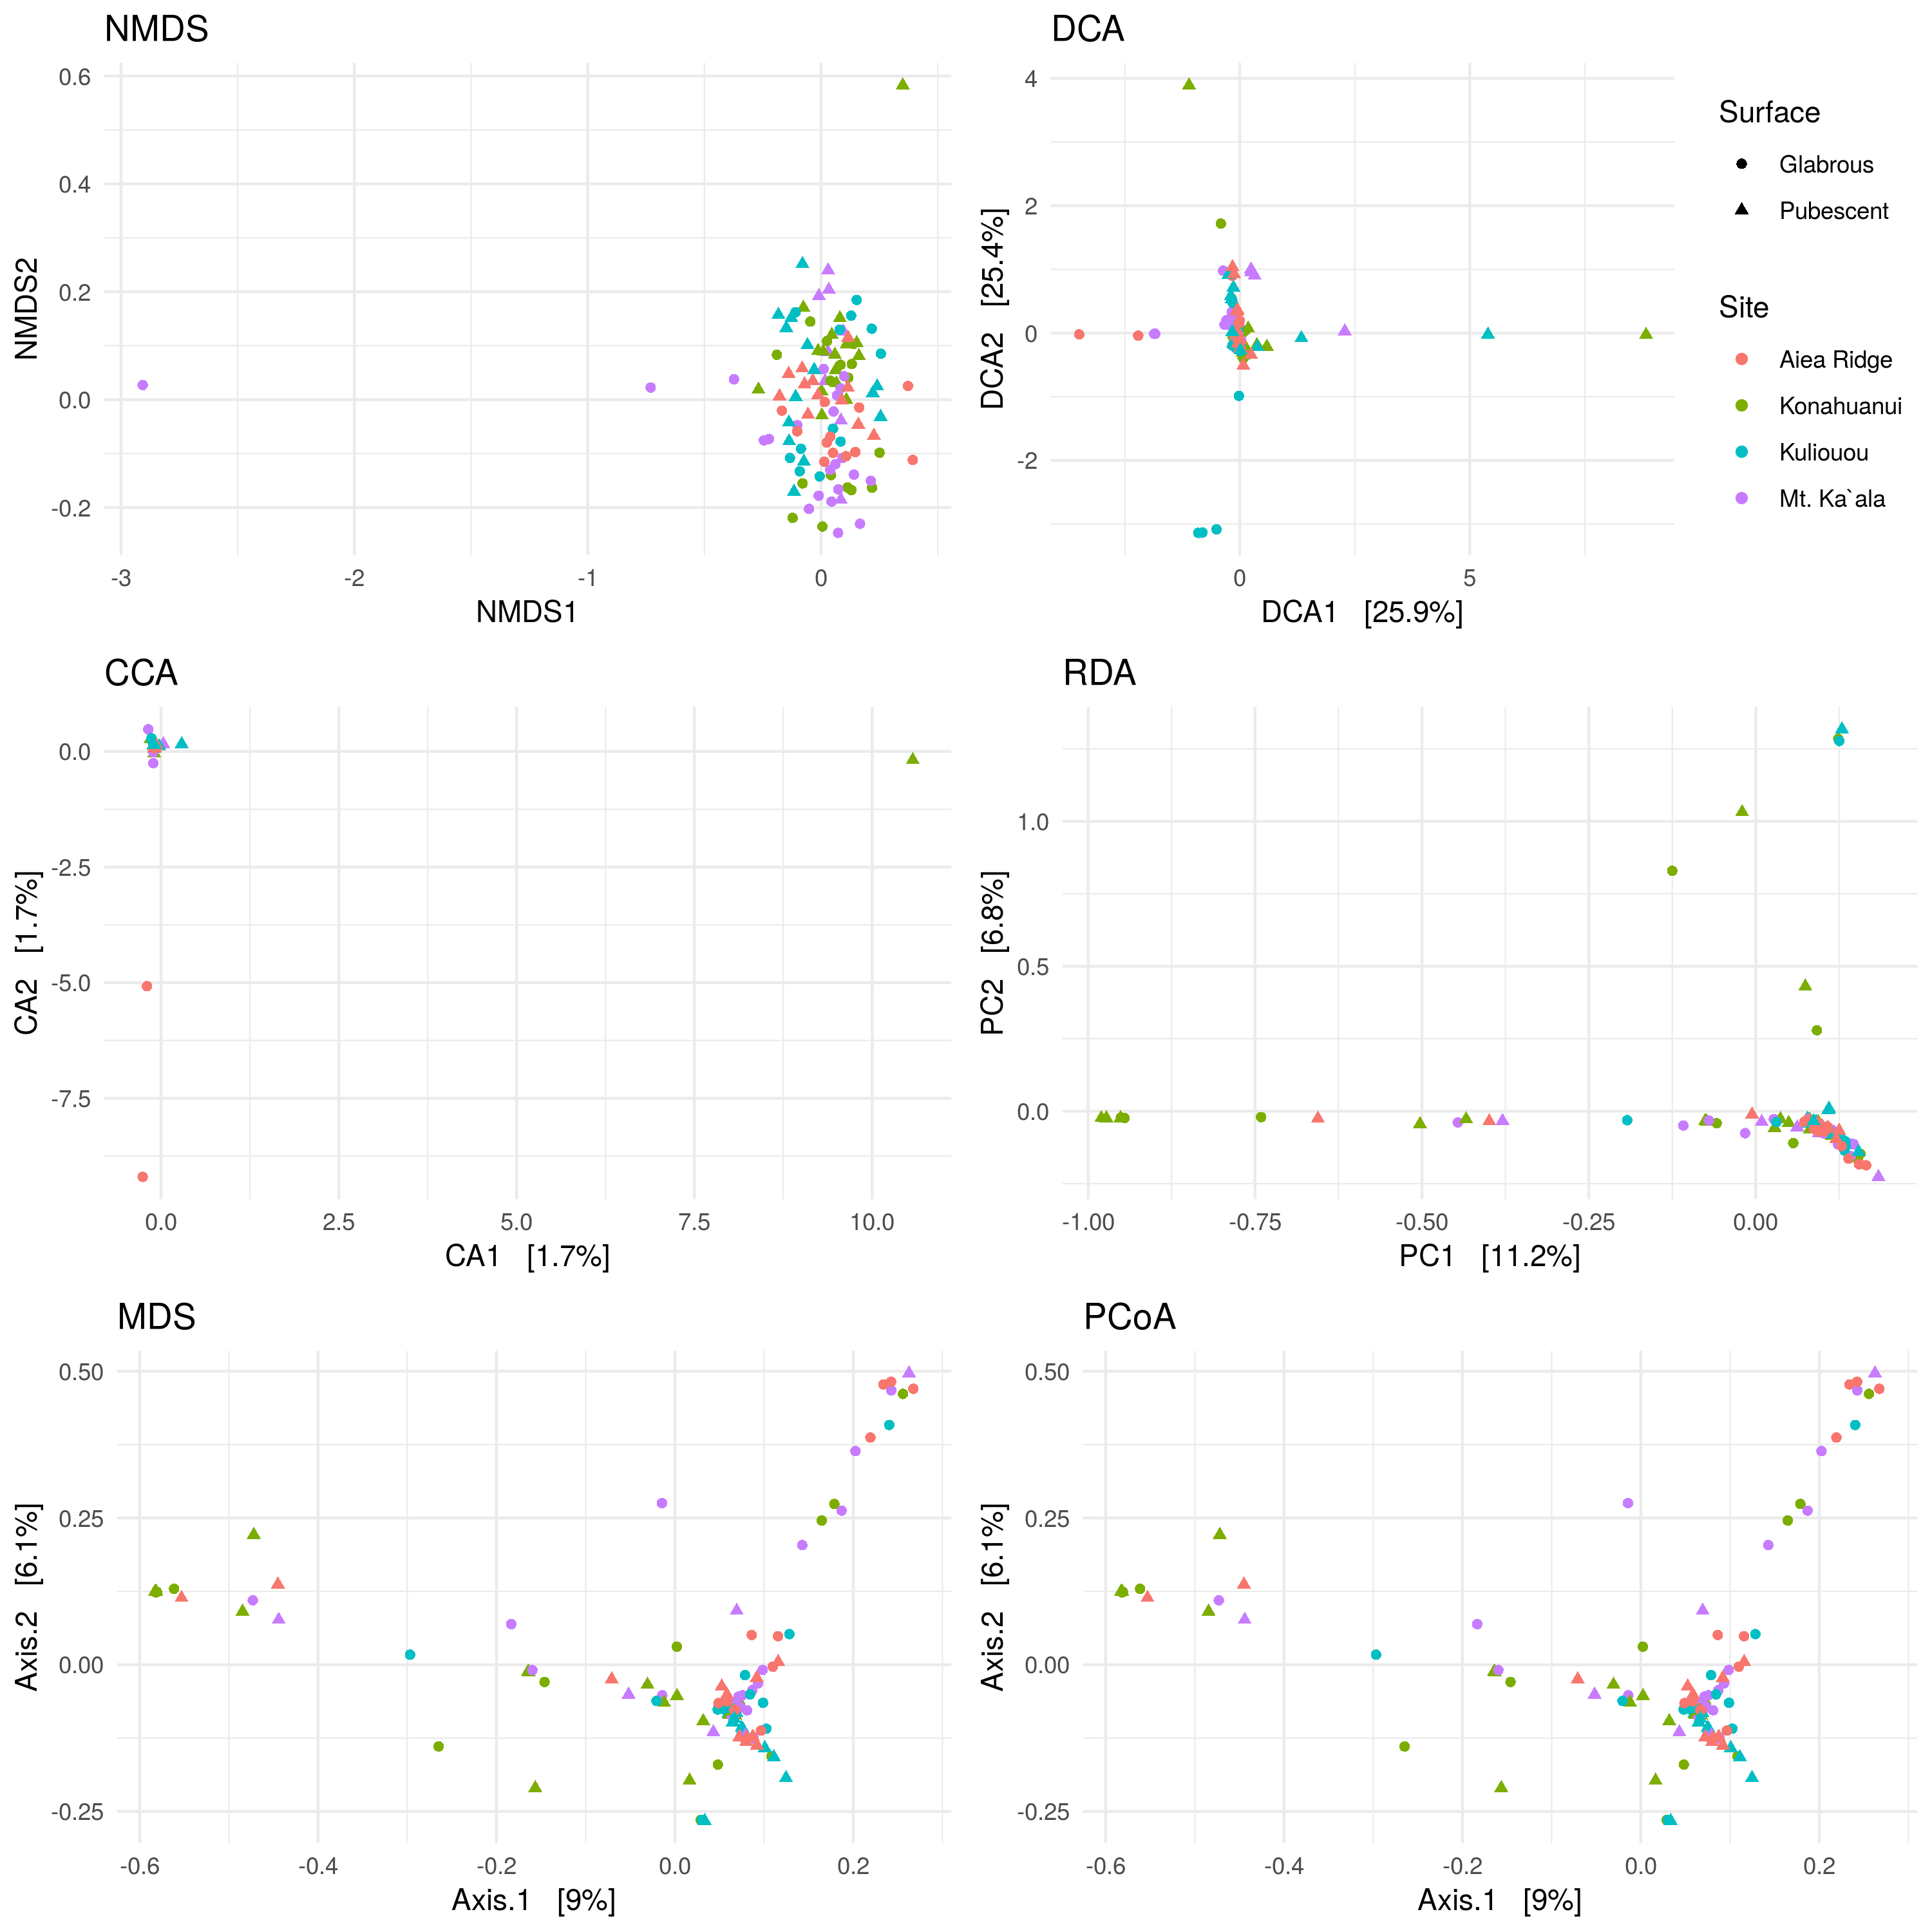 NMDS
0.6
0.4
0.2
0.0
-0.2
NMDS2
-3 -2 -1 0
NMDS1
DCA
4
2
0
-2
DCA2 [25.4%]
0 5
DCA1 [25.9%]
Surface
Glabrous
Pubescent
Site
Aiea Ridge
Konahuanui
Kuliouou
Mt. Ka`ala
CCA
0.0
-2.5
-5.0
-7.5
CA2 [1.7%]
0.0 2.5 5.0 7.5 10.0
CA1 [1.7%]
RDA
1.0
0.5
0.0
PC2 [6.8%]
-1.00 -0.75 -0.50 -0.25 0.00
PC1 [11.2%]
MDS
0.50
0.25
0.00
-0.25
Axis.2 [6.1%]
-0.6 -0.4 -0.2 0.0 0.2
Axis.1 [9%]
PCoA
0.50
0.25
0.00
-0.25
Axis.2 [6.1%]
-0.6 -0.4 -0.2 0.0 0.2
Axis.1 [9%]